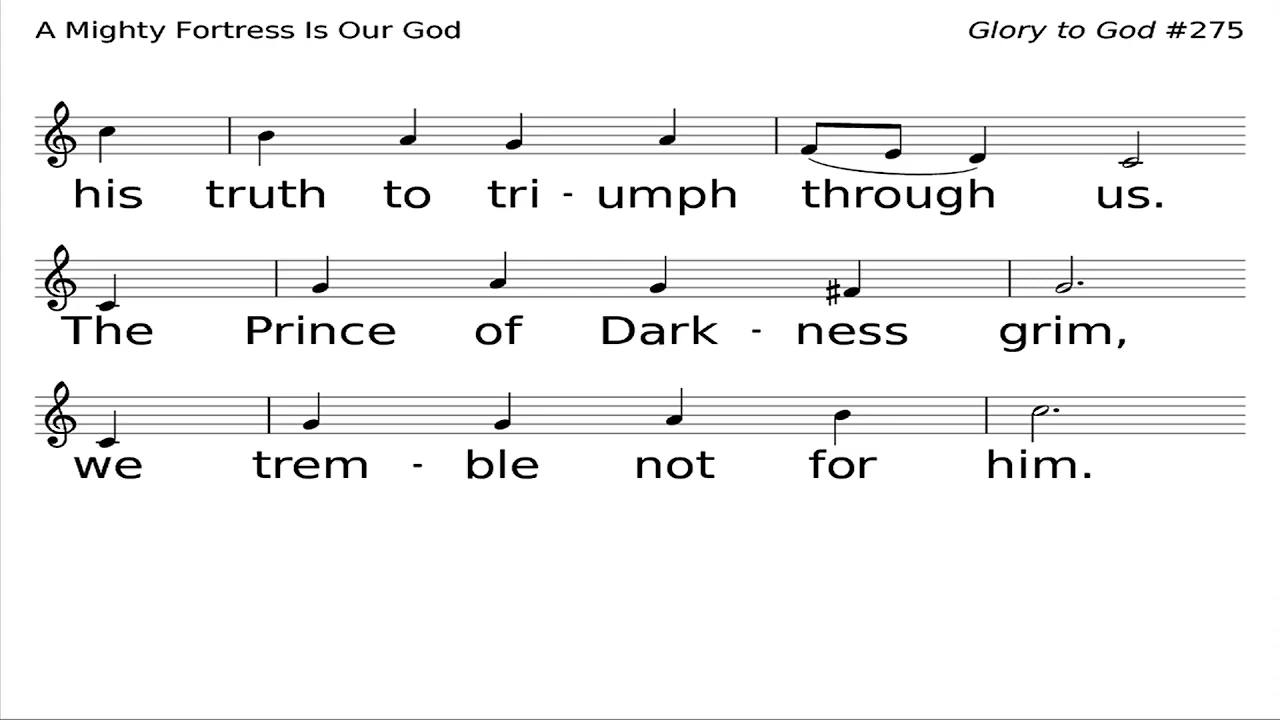 A Mighty Fortress Is Our God Glory to God #275
his truth to tri - umph through us.
The Prince of Dark - ness grim,
we trem - ble not for him.